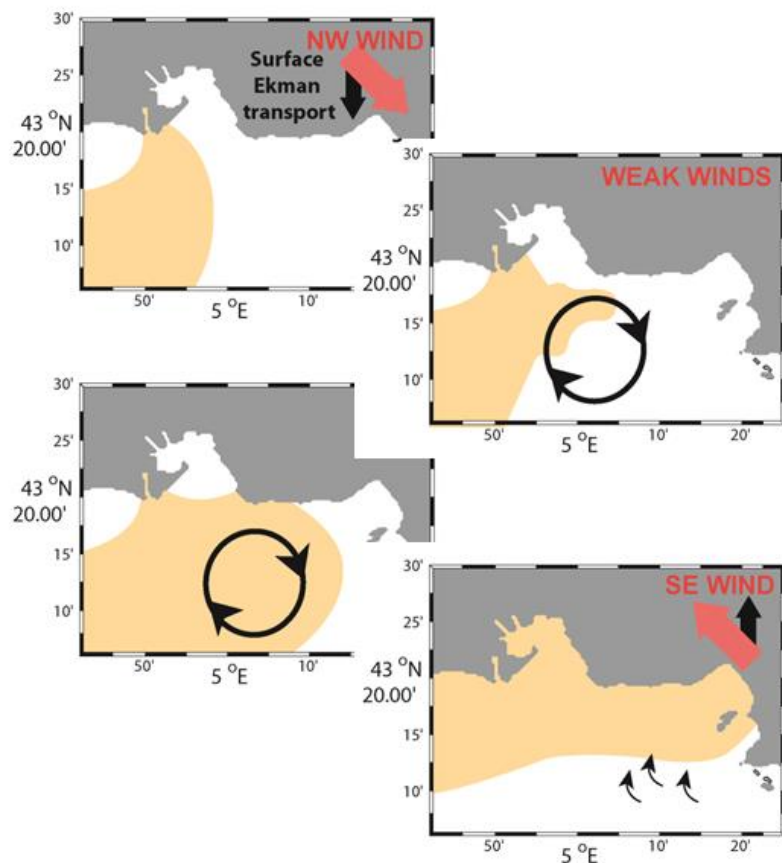 30'
25'
43 °N
20.00'
15'
10'
50'
5 °E
10'
NW WIND
Surface
Ekman
transport
30'
25'
43 °N
20.00'
15'
10'
50'
5 °E
10'
20'
WEAK WINDS
30'
25'
43 °N
20.00'
15'
10'
50'
5 °E
10'
30'
25'
43 °N
20.00'
15'
10'
50'
5 °E
10'
20'
SE WIND